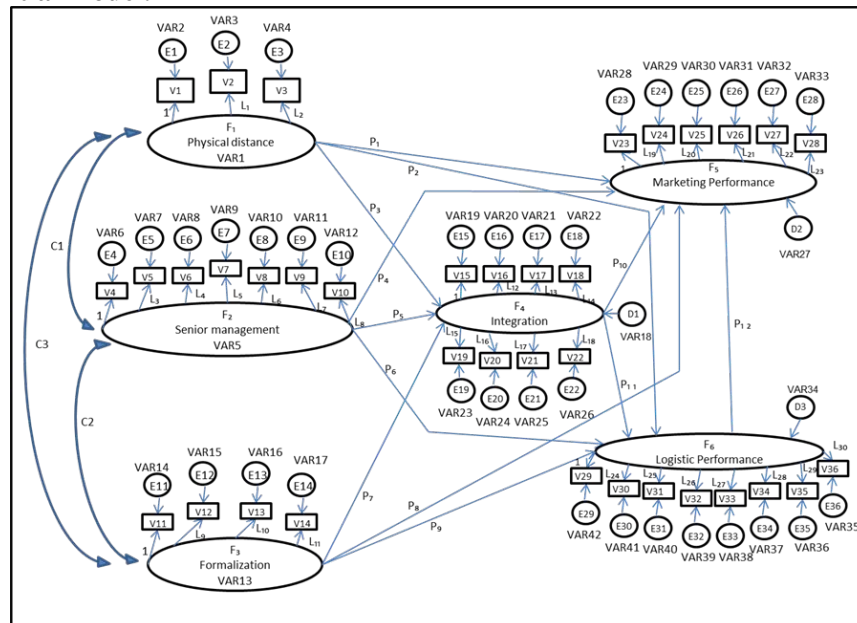 VAR2 VAR3 VAR4
E1 E2 E3
V1 V2 V3
1 L1 L2
F1
Physical distance
VAR1
VAR6 VAR7 VAR8 VAR9 VAR10 VAR11 VAR12
E4 E5 E6 E7 E8 E9 E10
V4 V5 V6 V7 V8 V9 V10
1 L3 L4 L5 L6 L7 L8
F2
Senior management
VAR5
VAR14 VAR15 VAR16 VAR17
E11 E12 E13 E14
V11 V12 V13 V14
1 L9 L10 L11
F3
Formalization
VAR13
C1
C3
C2
P1
P2
P3
P4
P5
P6
P7
P8
P9
P10
P11
P12
VAR19 VAR20 VAR21 VAR22
E15 E16 E17 E18
V15 V16 V17 V18
1 L12 L13 L14
F4
Integration
D1
VAR18
L15 L16 L17 L18
V19 V20 V21 V22
E19 E20 E21 E22
VAR23 VAR24 VAR25 VAR26
VAR28 VAR29 VAR30 VAR31 VAR32 VAR33
E23 E24 E25 E26 E27 E28
V23 V24 V25 V26 V27 V28
1 L19 L20 L21 L22 L23
F5
Marketing Performance
D2
VAR27
VAR34
D3
F6
Logistic Performance
1 L24 L25 L26 L27 L28 L29 L30
V29 V30 V31 V32 V33 V34 V35 V36
E29 E30 E31 E32 E33 E34 E35 E36
VAR42 VAR41 VAR40 VAR39 VAR38 VAR37 VAR36 VAR35